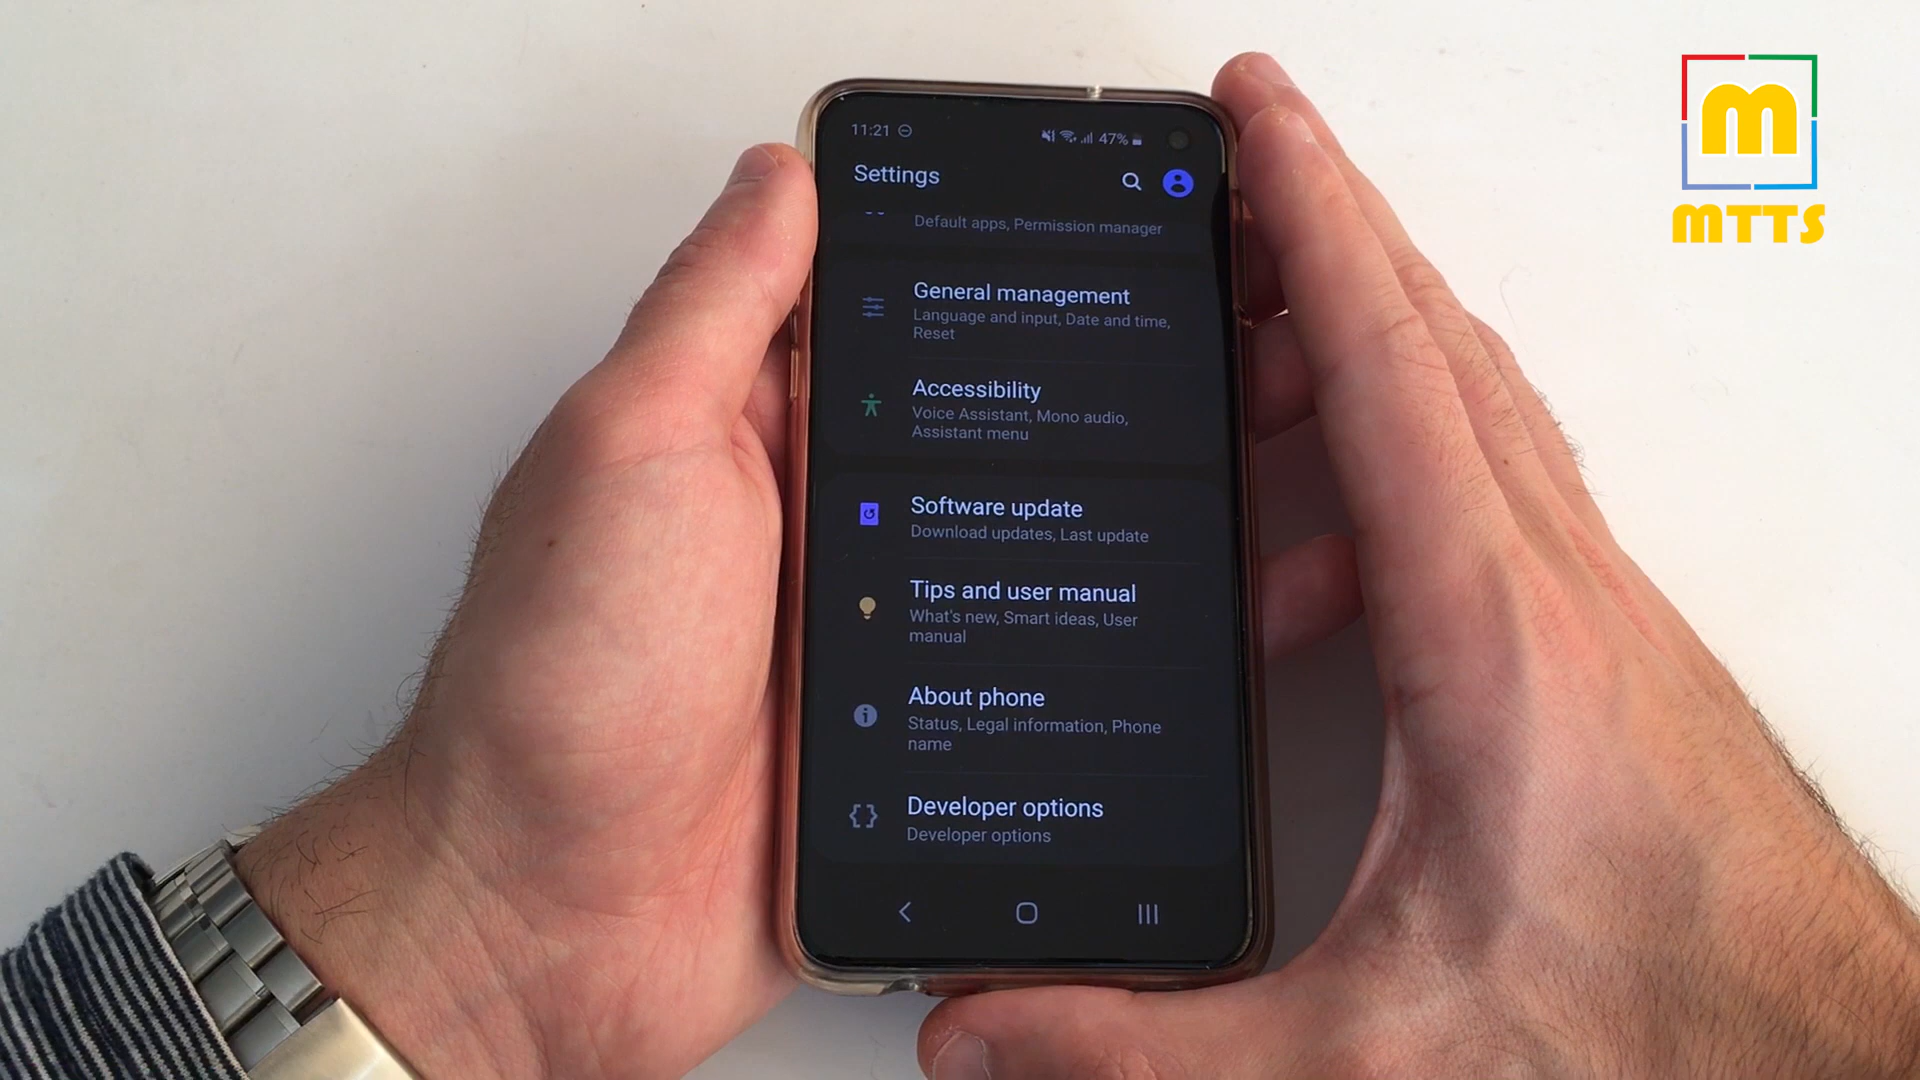 11:21
47%
Settings
Default apps, Permission manager
General management
Language and input, Date and time,
Reset
Accessibility
Voice Assistant, Mono audio,
Assistant menu
Software update
Download updates, Last update
Tips and user manual
What's new, Smart ideas, User
manual
About phone
Status, Legal information, Phone
name
Developer options
Developer options
m
MTTS